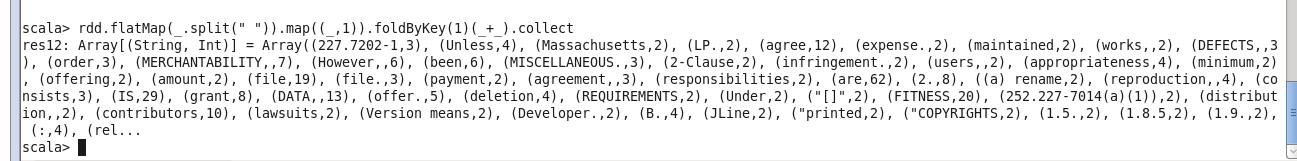 scala> rdd.flatMap(_.split(" ")).map((_,1)).foldByKey(1)(_+_).collect
res12: Array[(String, Int)] = Array((227.7202-1,3), (Unless,4), (Massachusetts,2), (LP.,2), (agree,12), (expense.,2), (maintained,2), (works,,2), (DEFECTS,,3
), (order,3), (MERCHANTABILITY,,7), (However,,6), (been,6), (MISCELLANEOUS.,3), (2-Clause,2), (infringement.,2), (users,,2), (appropriateness,4), (minimum,2)
, (offering,2), (amount,2), (file,19), (file.,3), (payment,2), (agreement,,3), (responsibilities,2), (are,62), (2.,8), ((a) rename,2), (reproduction,,4), (co
nsists,3), (IS,29), (grant,8), (DATA,,13), (offer.,5), (deletion,4), (REQUIREMENTS,2), (Under,2), ("[]",2), (FITNESS,20), (252.227-7014(a)(1)),2), (distribut
ion,,2), (contributors,10), (lawsuits,2), (Version means,2), (Developer.,2), (B.,4), (JLine,2), ("printed,2), ("COPYRIGHTS,2), (1.5.,2), (1.8.5,2), (1.9.,2),
(:,4), (rel...
scala>